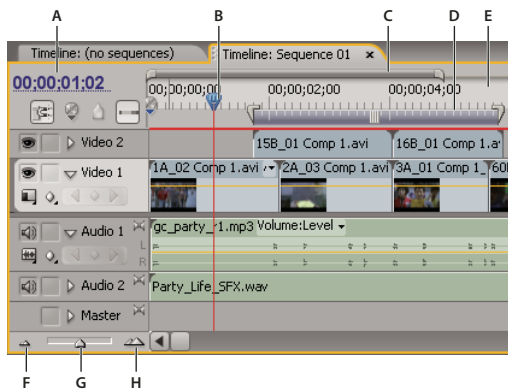 A B C D E
Timeline: (no sequences) Timeline: Sequence 01 ×
00;00;01;02 00;00;00;00 00;00;02;00 00;00;04;00
Video 2 15B_01 Comp 1.avi 16B_01 Comp 1.a
Video 1 1A_02 Comp 1.avi 2A_03 Comp 1.avi 3A_01 Comp 1_ 60
Audio 1 gc_party_ 1.mp3 Volume:Level
L
R
Audio 2 Party_Life_SFX.wav
Master
F G H